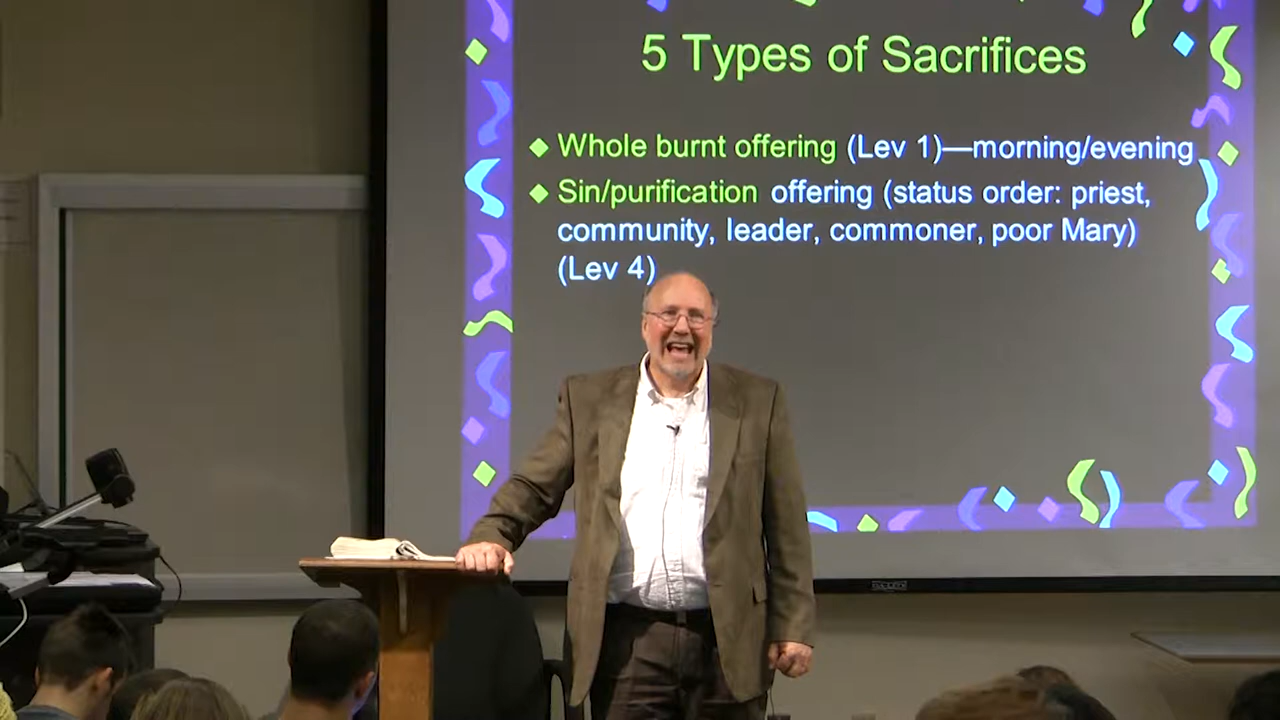 5 Types of Sacrifices
Whole burnt offering (Lev 1)—morning/evening
Sin/purification offering (status order: priest,
community, leader, commoner, poor Mary)
(Lev 4)